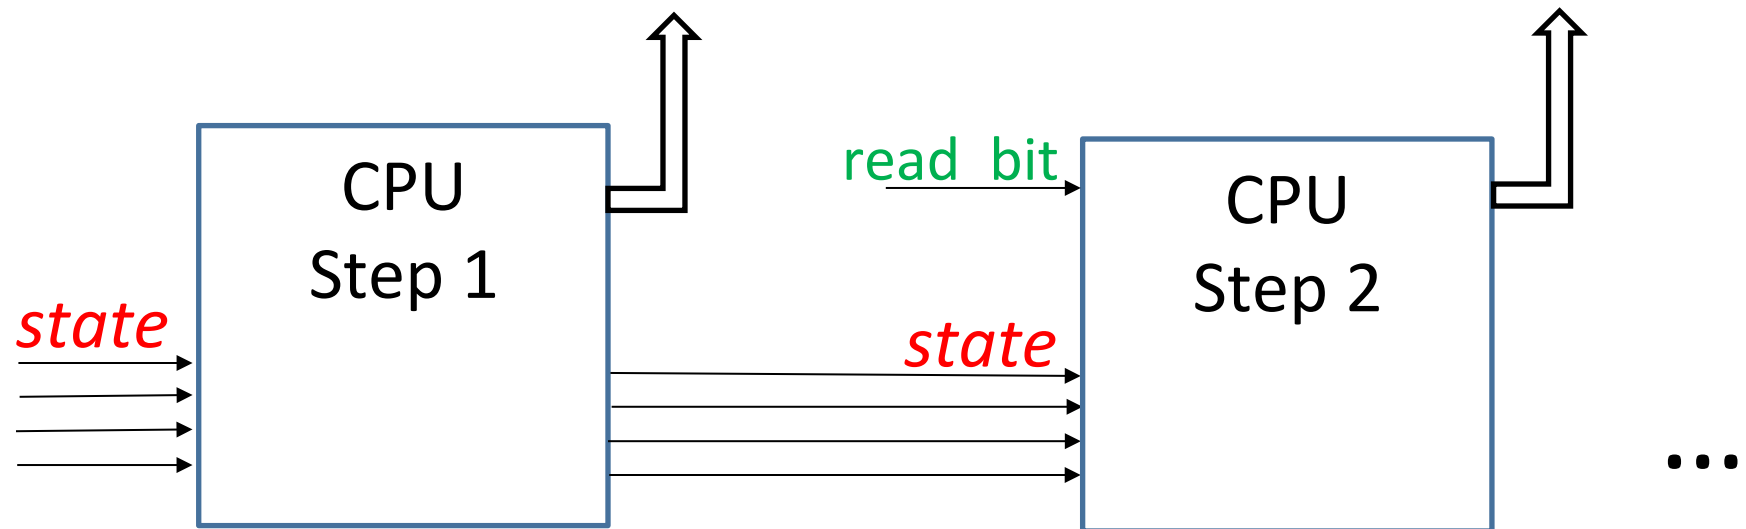 CPU
Step 1
state
read bit
CPU
Step 2
state
...